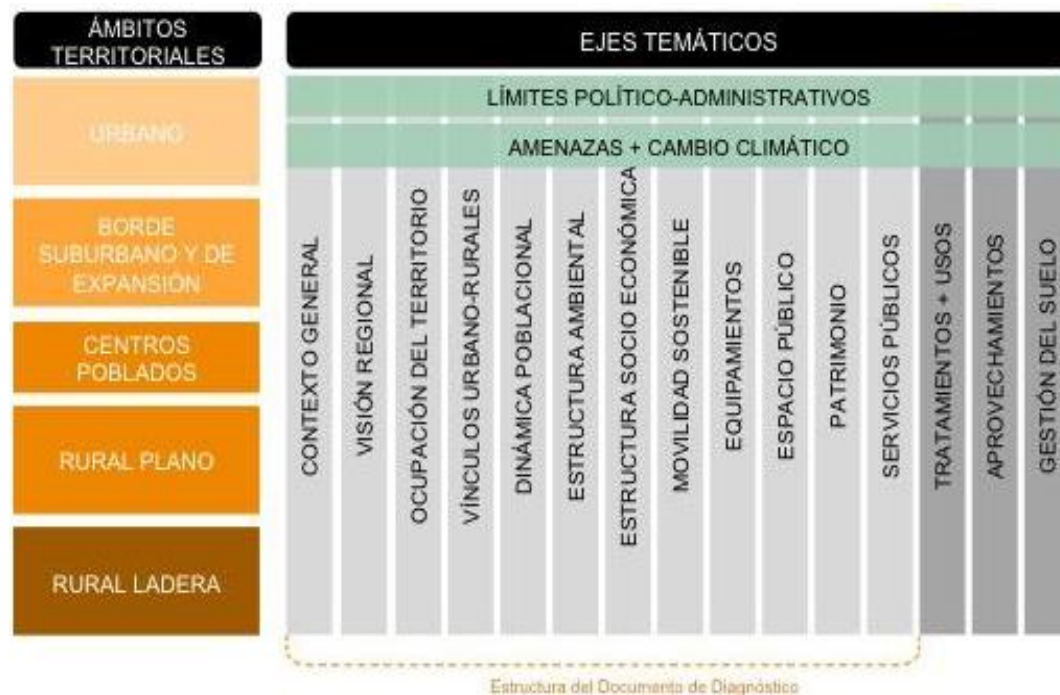 ÁMBITOS
TERRITORIALES
URBANO
BORDE
SUBURBANO Y DE
EXPANSIÓN
CENTROS
POBLADOS
RURAL PLANO
RURAL LADERA
EJES TEMÁTICOS
LÍMITES POLÍTICO-ADMINISTRATIVOS
AMENAZAS + CAMBIO CLIMÁTICO
CONTEXTO GENERAL
VISIÓN REGIONAL
OCUPACIÓN DEL TERRITORIO
VÍNCULOS URBANO-RURALES
DINÁMICA POBLACIONAL
ESTRUCTURA AMBIENTAL
ESTRUCTURA SOCIO ECONÓMICA
MOVILIDAD SOSTENIBLE
EQUIPAMIENTOS
ESPACIO PÚBLICO
PATRIMONIO
SERVICIOS PÚBLICOS
TRATAMIENTOS + USOS
APROVECHAMIENTOS
GESTIÓN DEL SUELO
Estructura del Documento de Diagnóstico